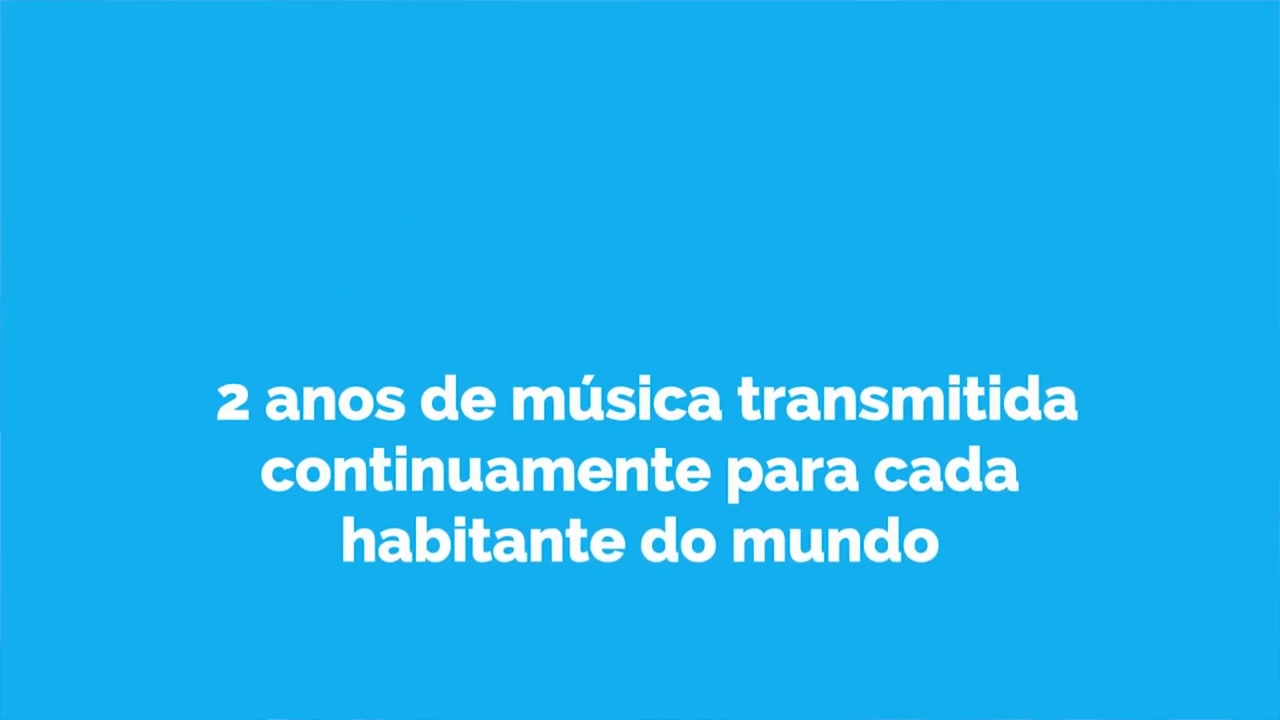 2 anos de música transmitida
continuamente para cada
habitante do mundo